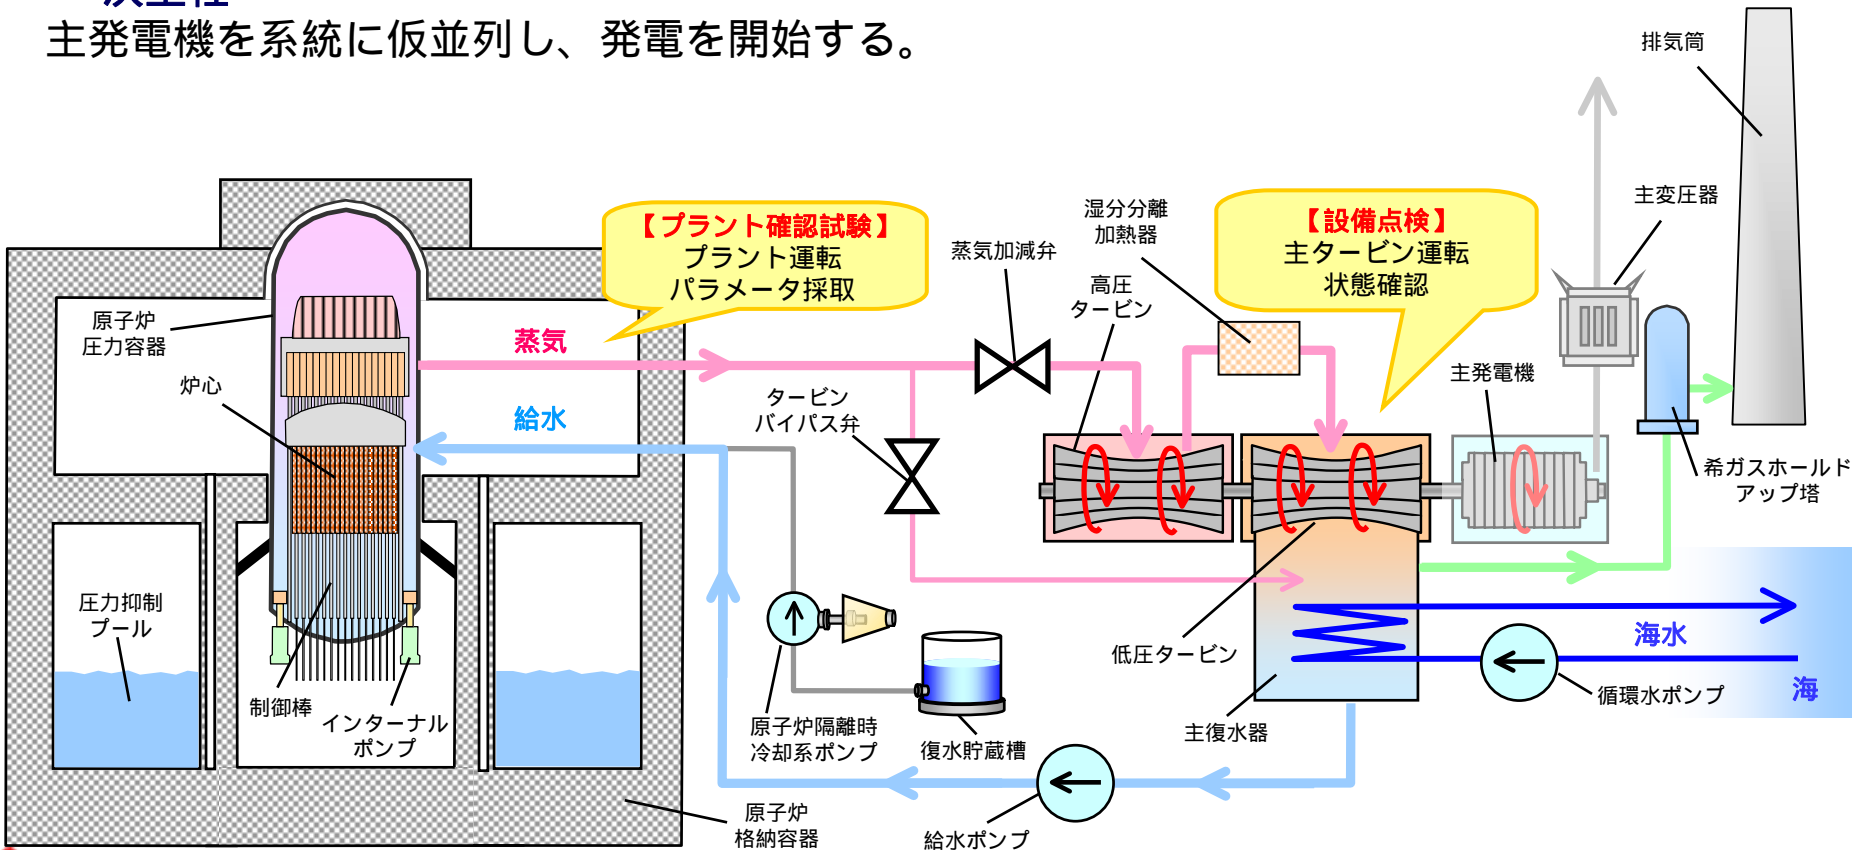 主発電機を系統に仮並列し、発電を開始する。
排気筒
主変圧器
【プラント確認試験】
プラント運転
パラメータ採取
蒸気加減弁
湿分分離
加熱器
【設備点検】
主タービン運転
状態確認
高圧
タービン
原子炉
圧力容器
蒸気
炉心
給水
タービン
バイパス弁
主発電機
希ガスホールド
アップ塔
圧力抑制
プール
制御棒
インターナル
ポンプ
原子炉隔離時
冷却系ポンプ
復水貯蔵槽
低圧タービン
主復水器
海水
海
循環水ポンプ
原子炉
格納容器
給水ポンプ